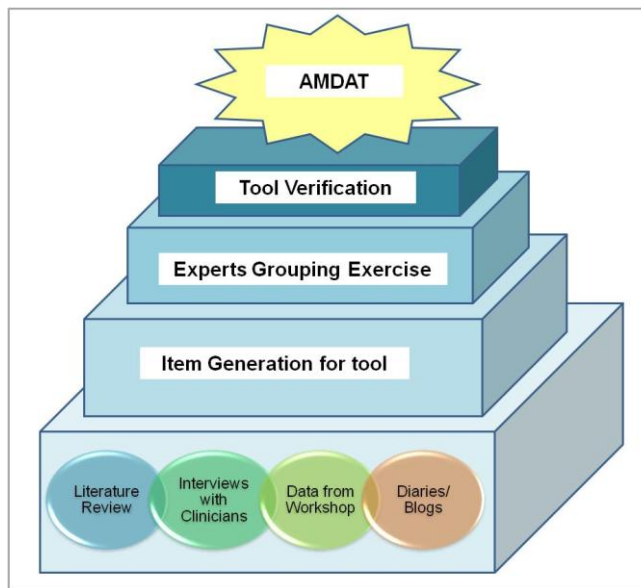 AMDAT
Tool Verification
Experts Grouping Exercise
Item Generation for tool
Literature
Review
Interviews
with
Clinicians
Data from
Workshop
Diaries/
Blogs